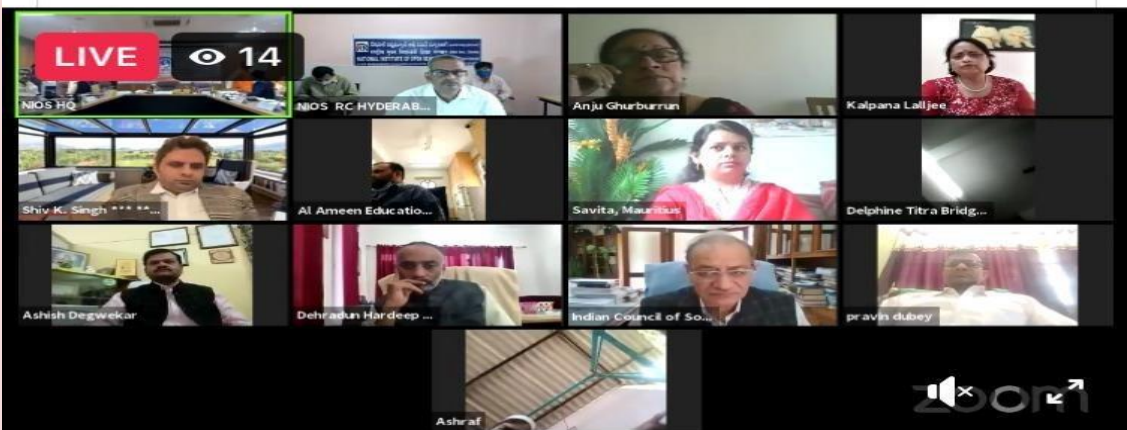 LIVE
14
NIOS HQ
NIOS RC HYDERAB...
Anju Ghurburrun
Kalpana Lalljee
Shiv K. Singh *** **...
Al Ameen Educatio...
Savita, Mauritius
Delphine Titra Bridg...
Ashish Degwekar
Dehradun Hardeep ...
Indian Council of So...
pravin dubey
Ashraf
zoom